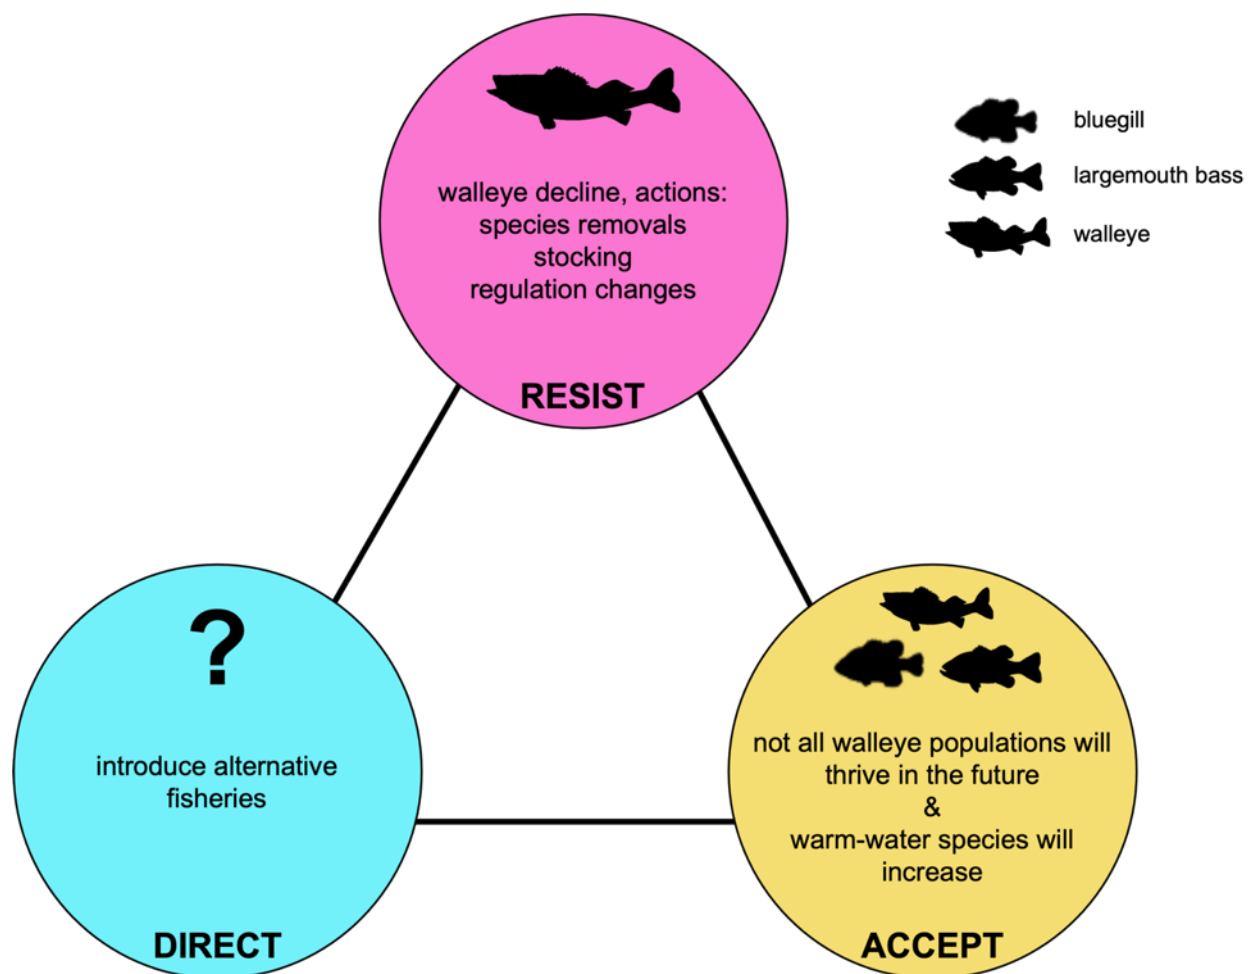 walleye decline, actions:
species removals
stocking
regulation changes
RESIST
bluegill
largemouth bass
walleye
?
introduce alternative
fisheries
DIRECT
not all walleye populations will
thrive in the future
&
warm-water species will
increase
ACCEPT